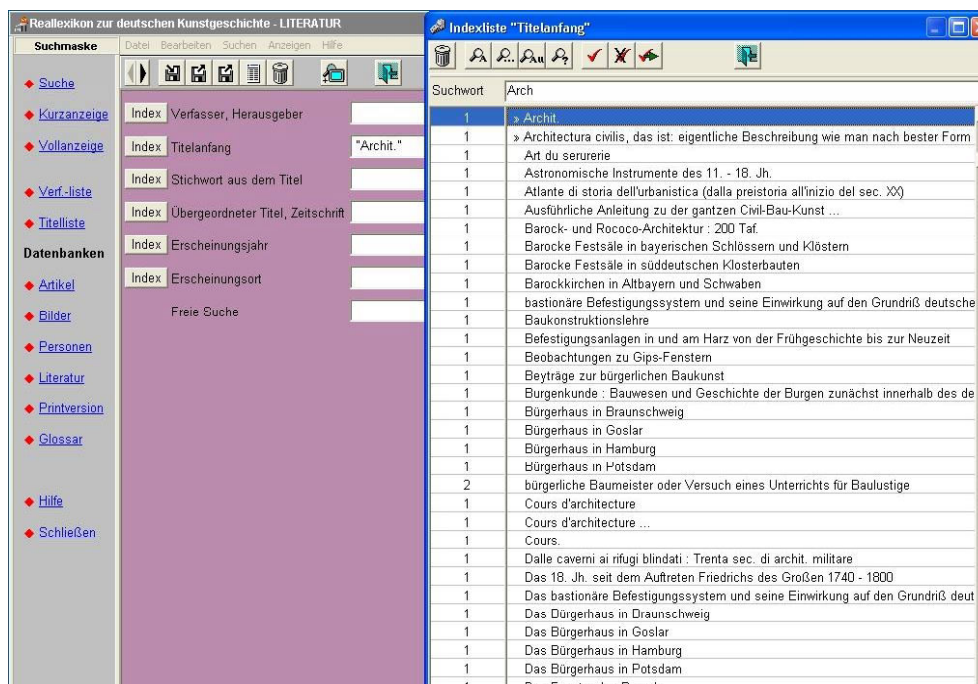 Reallexikon zur deutschen Kunstgeschichte - LITERATUR
Suchmaske
Datei Bearbeiten Suchen Anzeigen Hilfe
Suche
Kurzanzeige
Vollanzeige
Verf.-liste
Titelliste
Datenbanken
Artikel
Bilder
Personen
Literatur
Printversion
Glossar
Hilfe
Schließen
Index Verfasser, Herausgeber
Index Titelanfang "Archit."
Index Stichwort aus dem Titel
Index Übergeordneter Titel, Zeitschrift
Index Erscheinungsjahr
Index Erscheinungsort
Freie Suche
Indexliste "Titelanfang"
Suchwort Arch
1 » Archit.
1 » Architectura civilis, das ist: eigentliche Beschreibung wie man nach bester Form
1 Art du serurerie
1 Astronomische Instrumente des 11. - 18. Jh.
1 Atlante di storia dell'urbanistica (dalla preistoria all'inizio del sec. XX)
1 Ausführliche Anleitung zu der gantzen Civil-Bau-Kunst ...
1 Barock- und Rococo-Architektur : 200 Taf.
1 Barocke Festsäle in bayerischen Schlössern und Klöstern
1 Barocke Festsäle in süddeutschen Klosterbauten
1 Barockkirchen in Altbayern und Schwaben
1 bastionäre Befestigungssystem und seine Einwirkung auf den Grundriß deutsche
1 Baukonstruktionslehre
1 Befestigungsanlagen in und am Harz von der Frühgeschichte bis zur Neuzeit
1 Beobachtungen zu Gips-Fenstern
1 Beyträge zur bürgerlichen Baukunst
1 Burgenkunde : Bauwesen und Geschichte der Burgen zunächst innerhalb des de
1 Bürgerhaus in Braunschweig
1 Bürgerhaus in Goslar
1 Bürgerhaus in Hamburg
1 Bürgerhaus in Potsdam
2 bürgerliche Baumeister oder Versuch eines Unterrichts für Baulustige
1 Cours d'architecture
1 Cours d'architecture ...
1 Cours.
1 Dalle caverni ai rifugi blindati : Trenta sec. di archit. militare
1 Das 18. Jh. seit dem Auftreten Friedrichs des Großen 1740 - 1800
1 Das bastionäre Befestigungssystem und seine Einwirkung auf den Grundriß deut
1 Das Bürgerhaus in Braunschweig
1 Das Bürgerhaus in Goslar
1 Das Bürgerhaus in Hamburg
1 Das Bürgerhaus in Potsdam